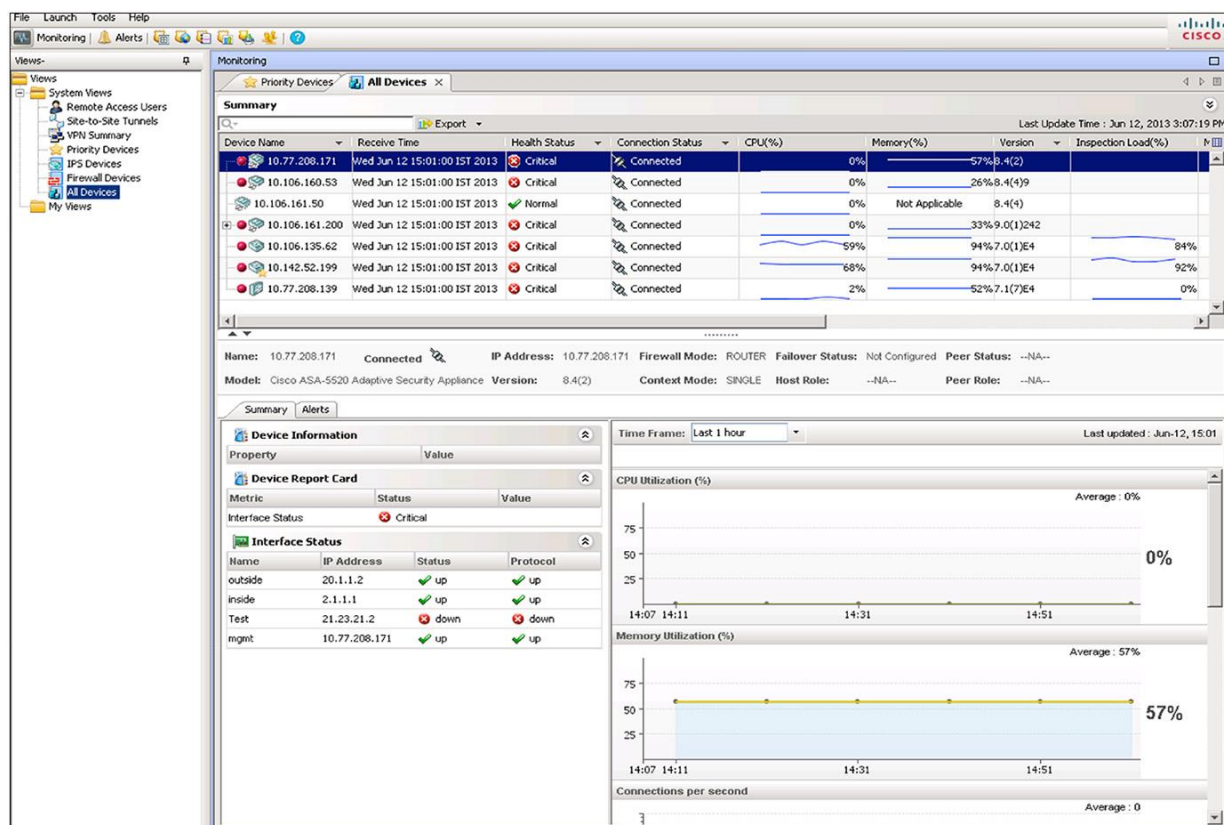 File Launch Tools Help
CISCO
Monitoring | Alerts |
Views-
Monitoring
Views
System Views
Remote Access Users
Site-to-Site Tunnels
VPN Summary
Priority Devices
IPS Devices
Firewall Devices
All Devices
My Views
Priority Devices All Devices
Summary
Export Last Update Time : Jun 12, 2013 3:07:19 PM
Device Name Receive Time Health Status Connection Status CPU(%) Memory(%) Version Inspection Load(%)
10.77.208.171 Wed Jun 12 15:01:00 IST 2013 Critical Connected 0% 57% 8.4(2)
10.106.160.53 Wed Jun 12 15:01:00 IST 2013 Critical Connected 0% 26% 8.4(4)9
10.106.161.50 Wed Jun 12 15:01:00 IST 2013 Normal Connected 0% Not Applicable 8.4(4)
10.106.161.200 Wed Jun 12 15:01:00 IST 2013 Critical Connected 0% 33% 9.0(1)242
10.106.135.62 Wed Jun 12 15:01:00 IST 2013 Critical Connected 59% 94% 7.0(1)E4 84%
10.142.52.199 Wed Jun 12 15:01:00 IST 2013 Critical Connected 68% 94% 7.0(1)E4 92%
10.77.208.139 Wed Jun 12 15:01:00 IST 2013 Critical Connected 2% 52% 7.1(7)E4 0%
Name: 10.77.208.171 Connected IP Address: 10.77.208.171 Firewall Mode: ROUTER Failover Status: Not Configured Peer Status: --NA--
Model: Cisco ASA-5520 Adaptive Security Appliance Version: 8.4(2) Context Mode: SINGLE Host Role: --NA-- Peer Role: --NA--
Summary Alerts
Device Information
Property Value
Device Report Card
Metric Status Value
Interface Status Critical
Interface Status
Name IP Address Status Protocol
outside 20.1.1.2 up up
inside 2.1.1.1 up up
Test 21.23.21.2 down down
mgmt 10.77.208.171 up up
Time Frame: Last 1 hour Last updated : Jun-12, 15:01
CPU Utilization (%)
Average : 0%
75
50
25
0%
14:07 14:11 14:31 14:51
Memory Utilization (%)
Average : 57%
75
50
25
57%
14:07 14:11 14:31 14:51
Connections per second
Average : 0